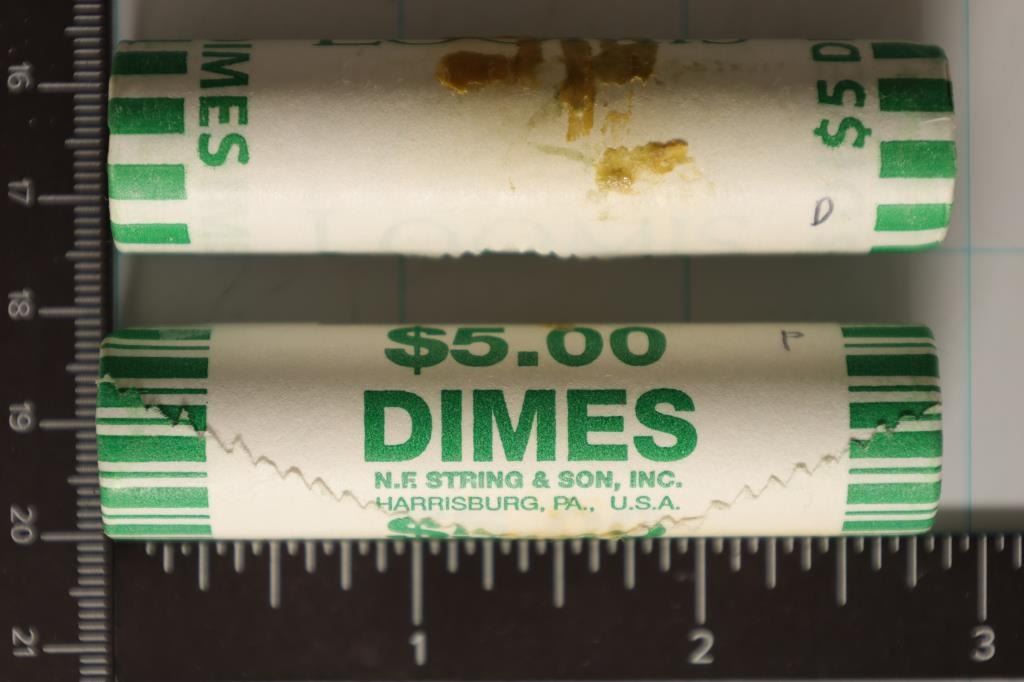 IMES
$5 D
D
$5.00
DIMES
N.F. STRING & SON, INC.
HARRISBURG, PA., U.S.A.
P
16
17
18
19
20
21
1
2
3